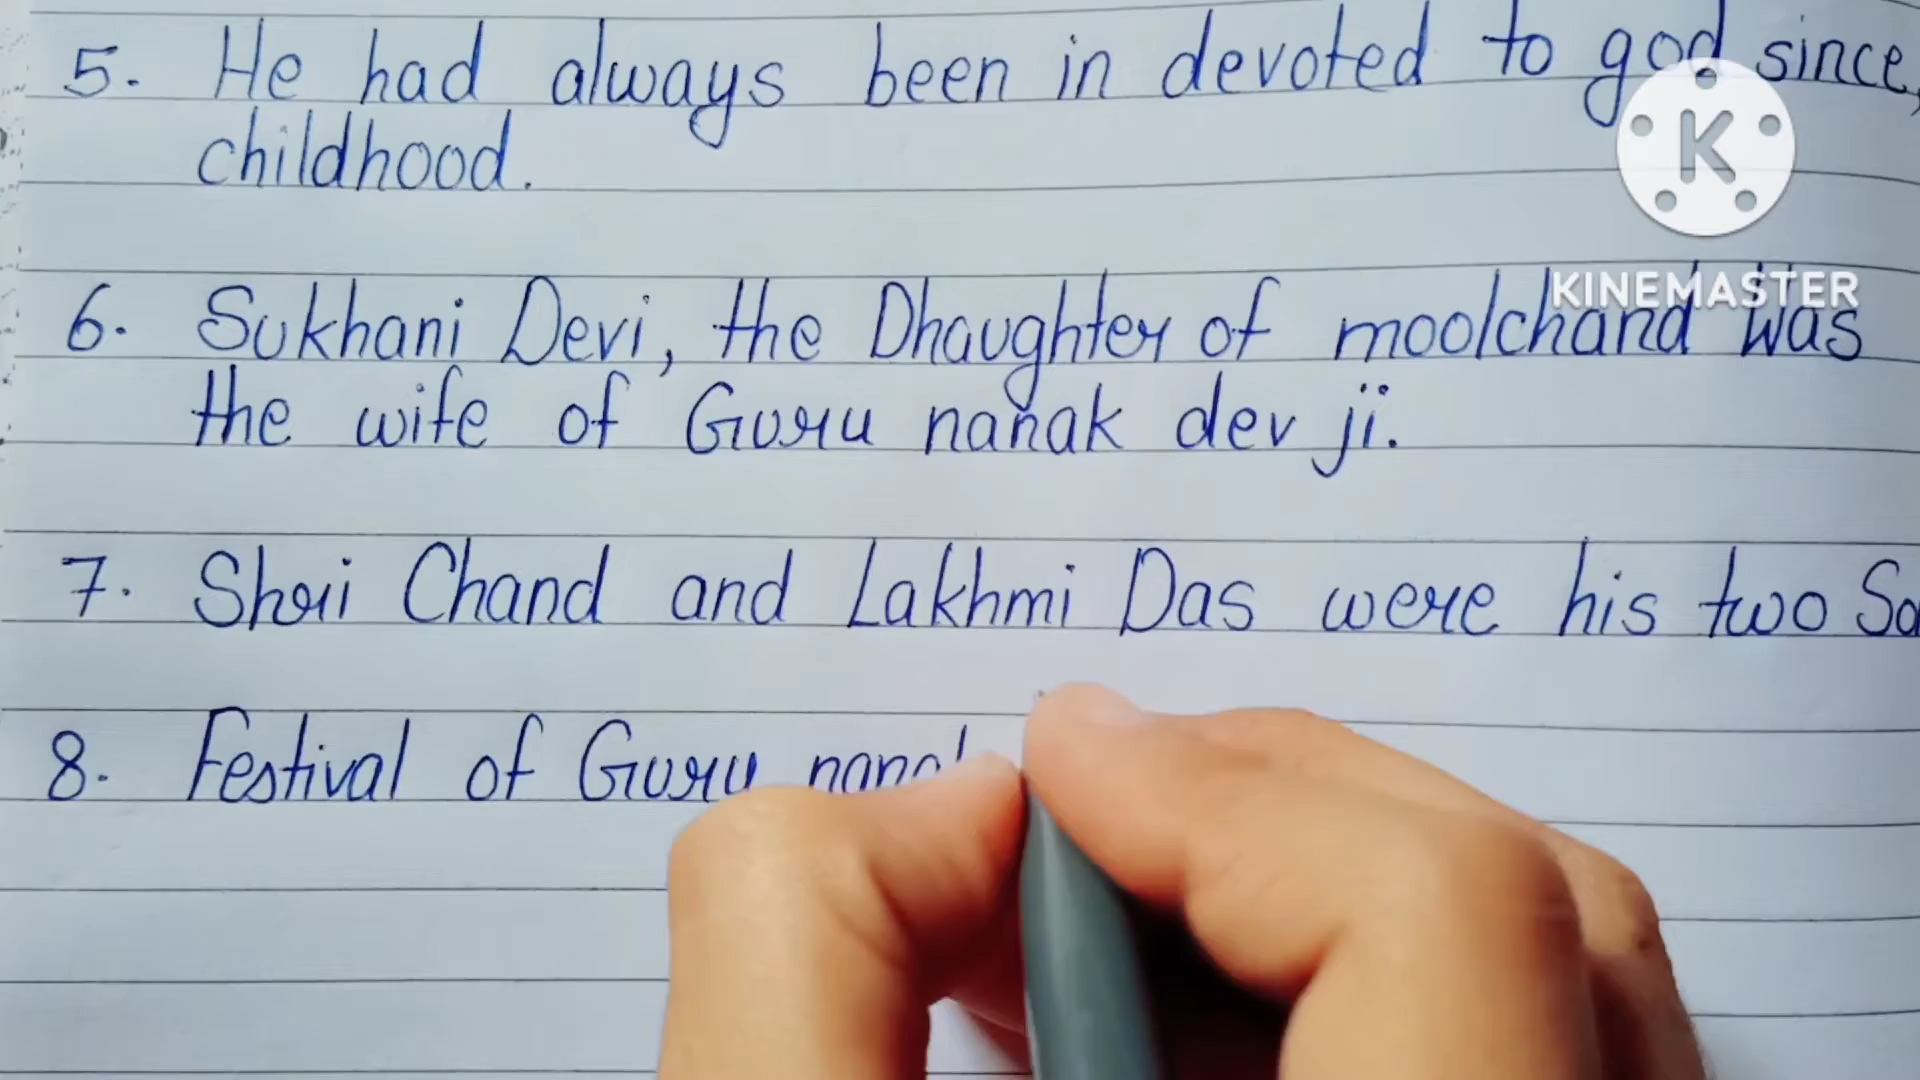 5. He had always been in devoted to god since,
childhood.
KINEMASTER
6. Sukhani Devi, the Dhaughter of moolchand was
the wife of Guru nanak dev ji.
7. Shri Chand and Lakhmi Das were his two
8. Festival of Guru